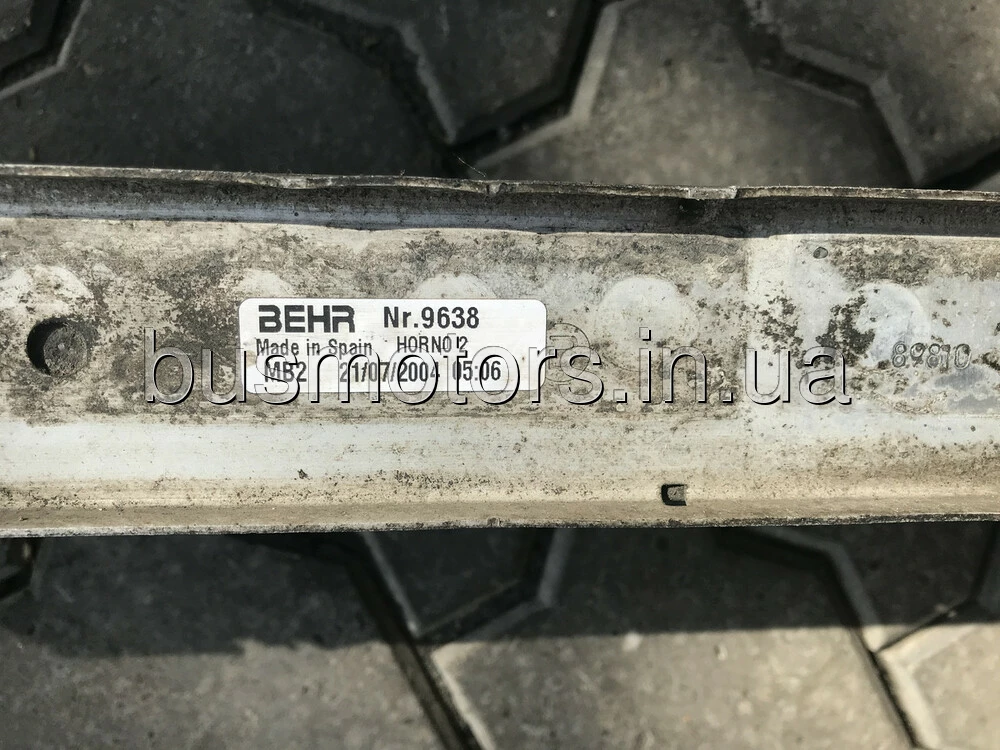 BEHR Nr.9638
Made in Spain HORNO 2
MB2 21/07/2004 05:06
busmotors.in.ua